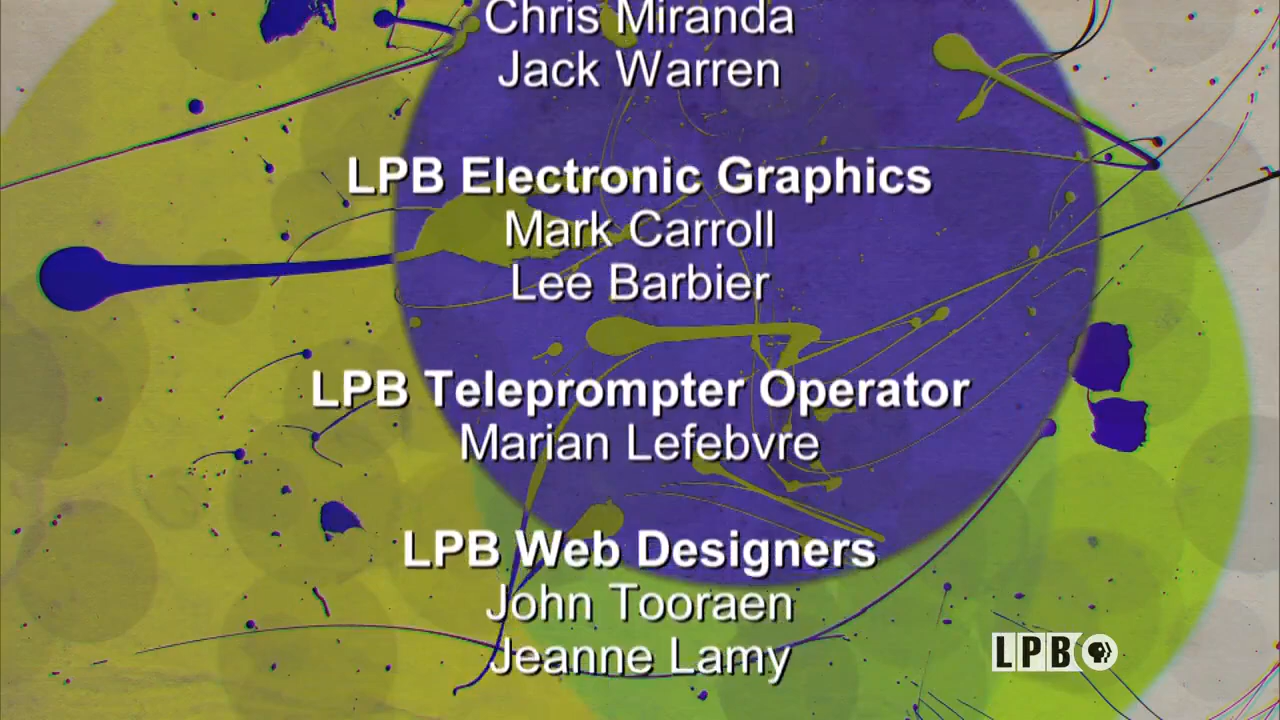 Chris Miranda
Jack Warren
LPB Electronic Graphics
Mark Carroll
Lee Barbier
LPB Teleprompter Operator
Marian Lefebvre
LPB Web Designers
John Tooraen
Jeanne Lamy
LPB